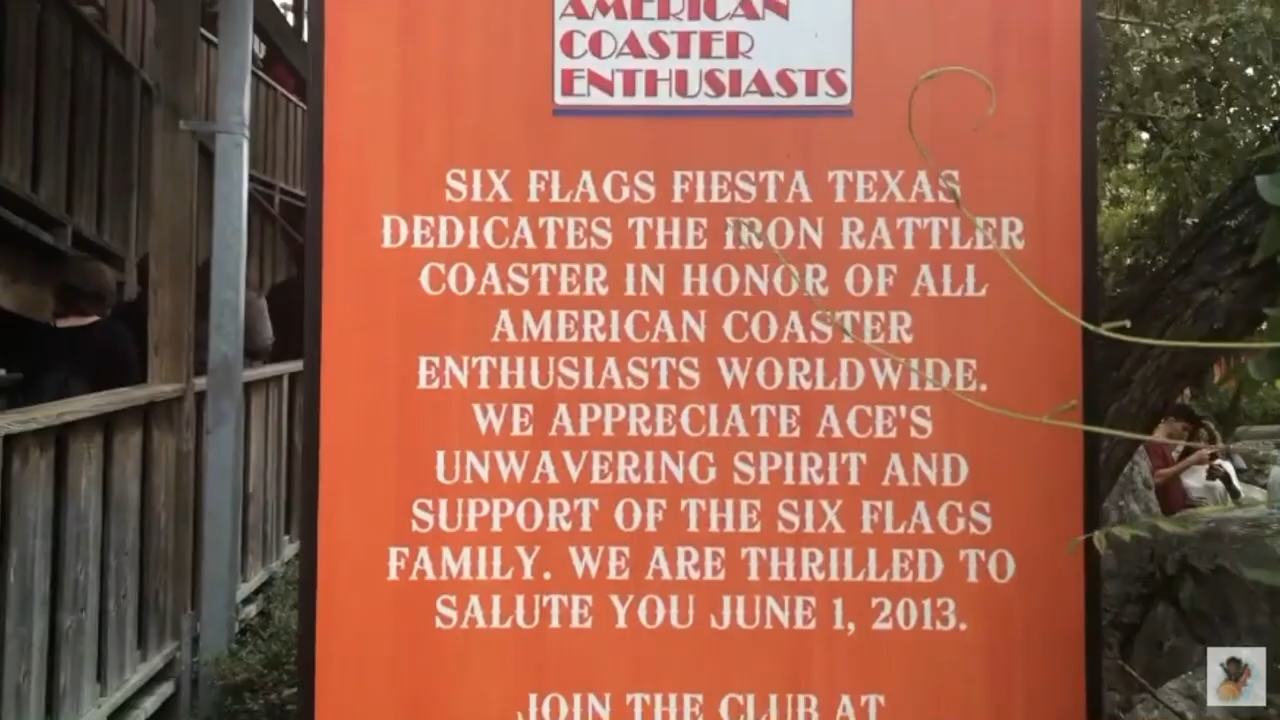 AMERICAN
COASTER
ENTHUSIASTS
SIX FLAGS FIESTA TEXAS
DEDICATES THE IRON RATTLER
COASTER IN HONOR OF ALL
AMERICAN COASTER
ENTHUSIASTS WORLDWIDE.
WE APPRECIATE ACE'S
UNWAVERING SPIRIT AND
SUPPORT OF THE SIX FLAGS
FAMILY. WE ARE THRILLED TO
SALUTE YOU JUNE 1, 2013.
JOIN THE CLUB AT